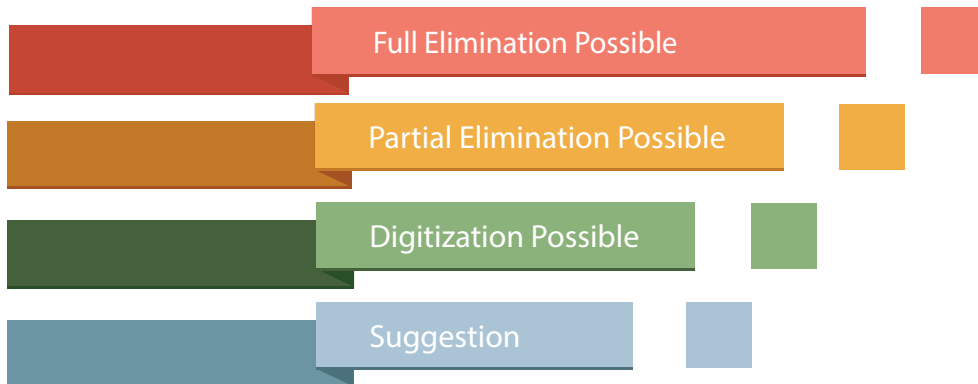 Full Elimination Possible
Partial Elimination Possible
Digitization Possible
Suggestion